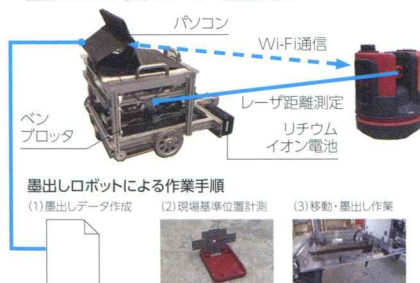 パソコン
Wi-Fi通信
レーザ距離測定
ペン
プロッタ
リチウム
イオン電池
墨出しロボットによる作業手順
(1)墨出しデータ作成
(2)現場基準位置計測
(3)移動・墨出し作業